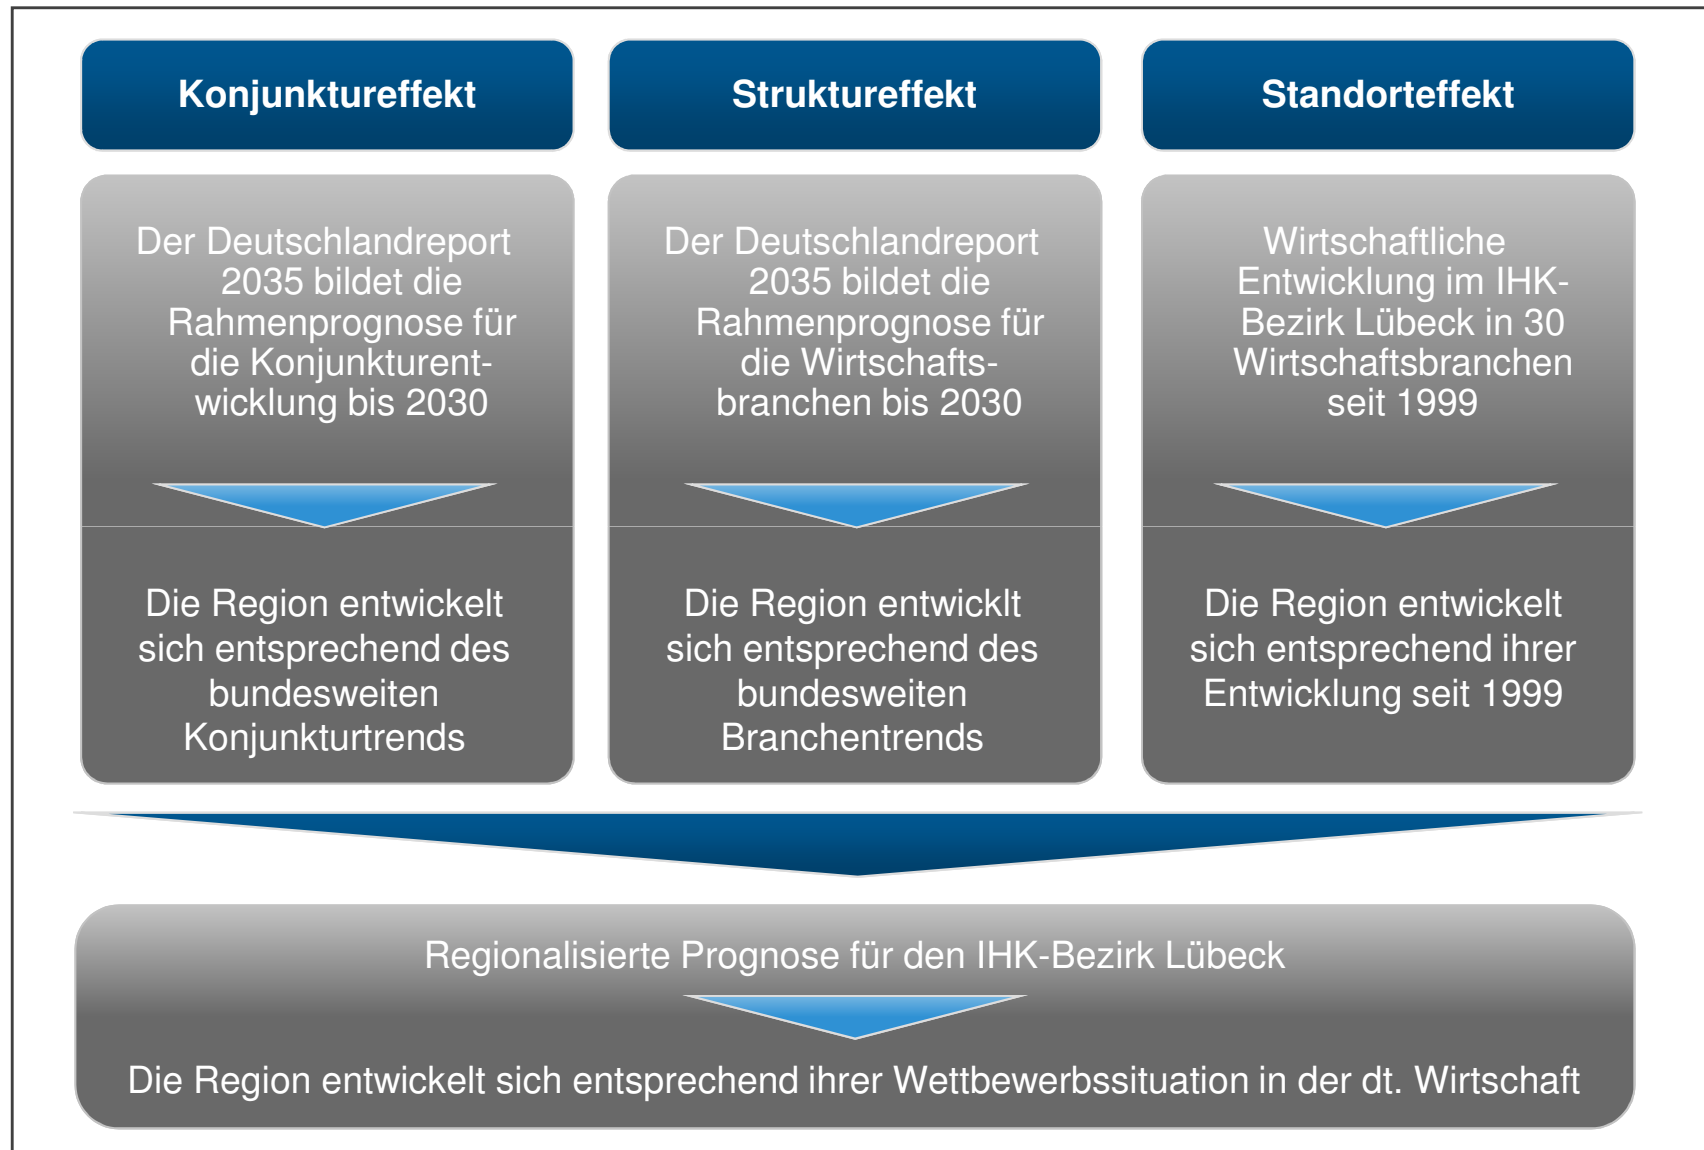 Konjunktureffekt
Der Deutschlandreport
2035 bildet die
Rahmenprognose für
die Konjunkturent-
wicklung bis 2030
Die Region entwickelt
sich entsprechend des
bundesweiten
Konjunkturtrends
Struktureffekt
Der Deutschlandreport
2035 bildet die
Rahmenprognose für
die Wirtschafts-
branchen bis 2030
Die Region entwicklt
sich entsprechend des
bundesweiten
Branchentrends
Standorteffekt
Wirtschaftliche
Entwicklung im IHK-
Bezirk Lübeck in 30
Wirtschaftsbranchen
seit 1999
Die Region entwickelt
sich entsprechend ihrer
Entwicklung seit 1999
Regionalisierte Prognose für den IHK-Bezirk Lübeck
Die Region entwickelt sich entsprechend ihrer Wettbewerbssituation in der dt. Wirtschaft